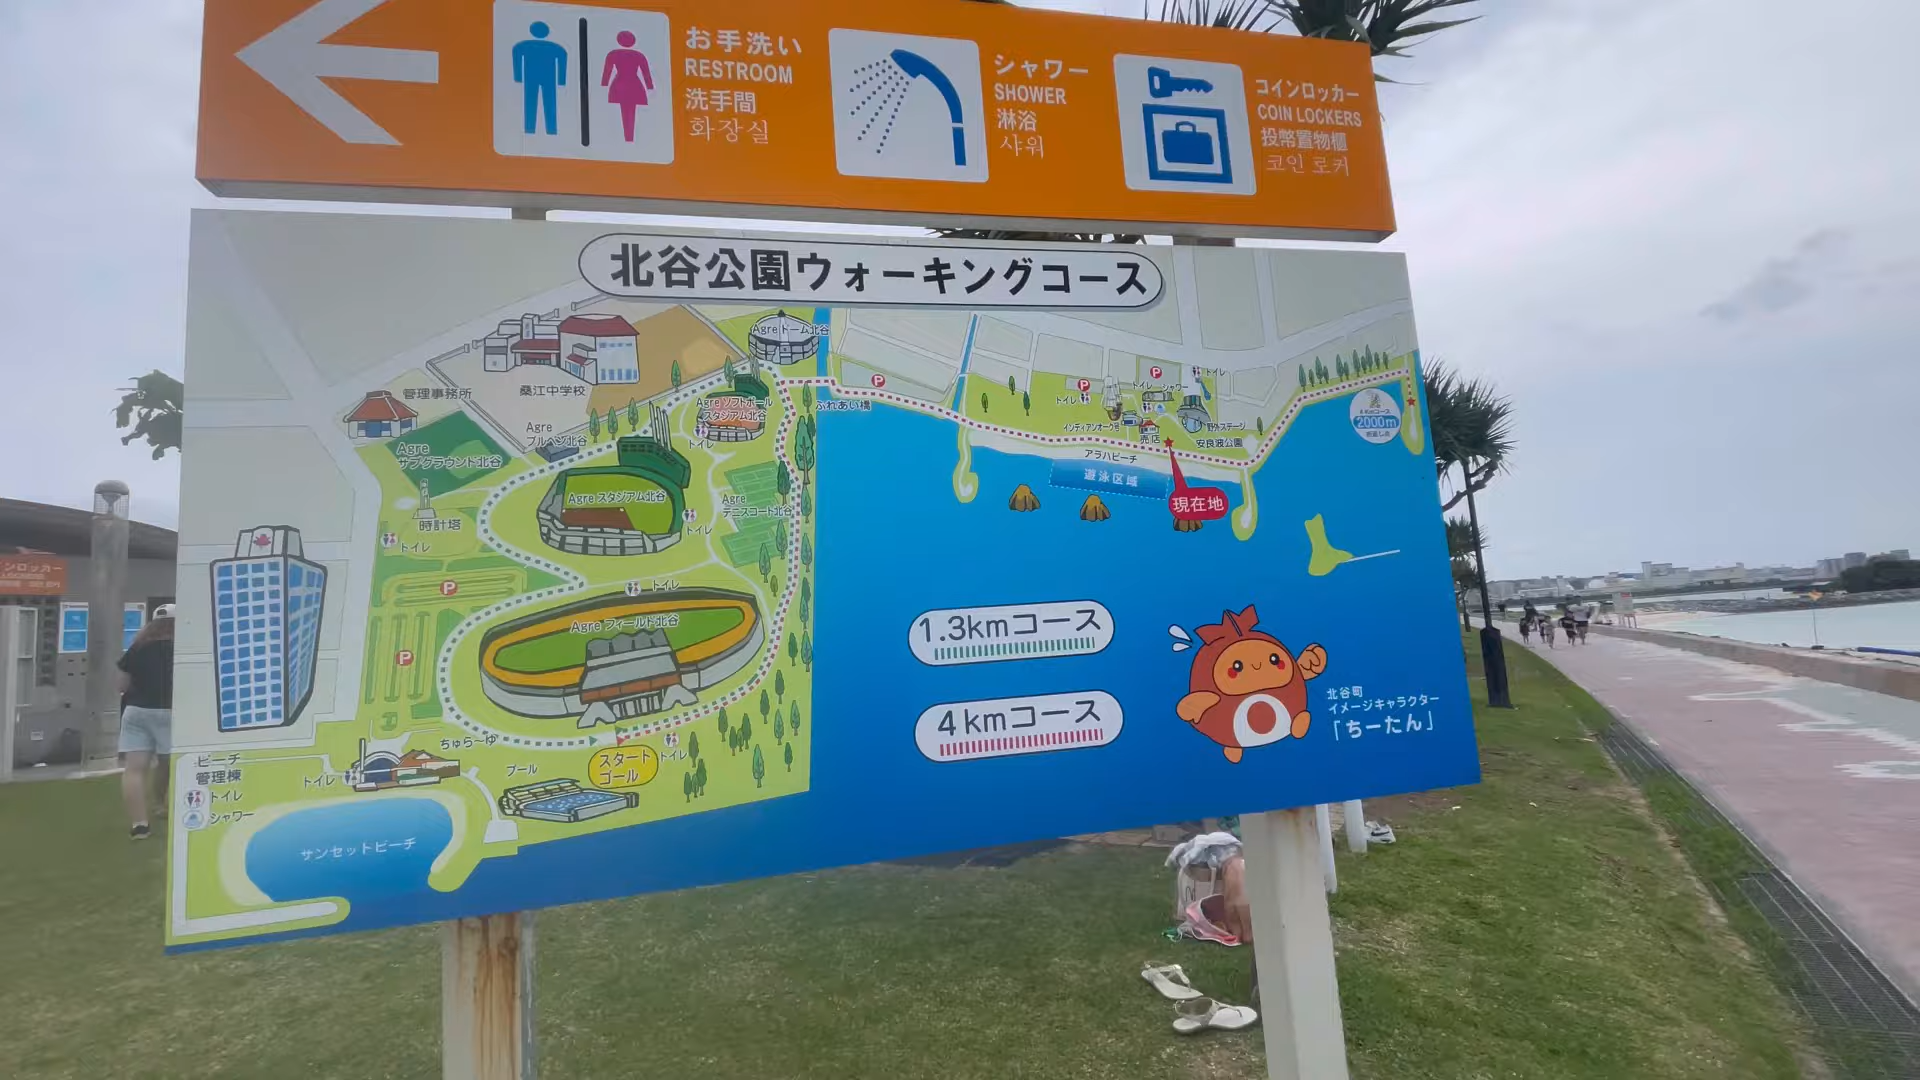 お手洗い
RESTROOM
洗手間
화장실
シャワー
SHOWER
淋浴
샤워
コインロッカー
COIN LOCKERS
投幣置物櫃
코인 로커
北谷公園ウォーキングコース
Agre ドーム北谷
桑江中学校
管理事務所
Agre ソフトボール
スタジアム北谷
トイレ
Agre
ブルペン北谷
Agre
サブグラウンド北谷
Agre スタジアム北谷
トイレ
Agre
テニスコート北谷
時計塔
トイレ
P
トイレ
Agre フィールド北谷
P
ちゅら～ゆ
スタート
ゴール
トイレ
プール
トイレ
ビーチ
管理棟
トイレ
シャワー
サンセットビーチ
ふれあい橋
P
P
トイレ
P
トイレ
シャワー
トイレ
インディアンオーク号
売店
野外ステージ
安良波公園
アラハビーチ
遊泳区域
現在地
4Kmコース
2000m
折返し点
1.3kmコース
4kmコース
北谷町
イメージキャラクター
「ちーたん」